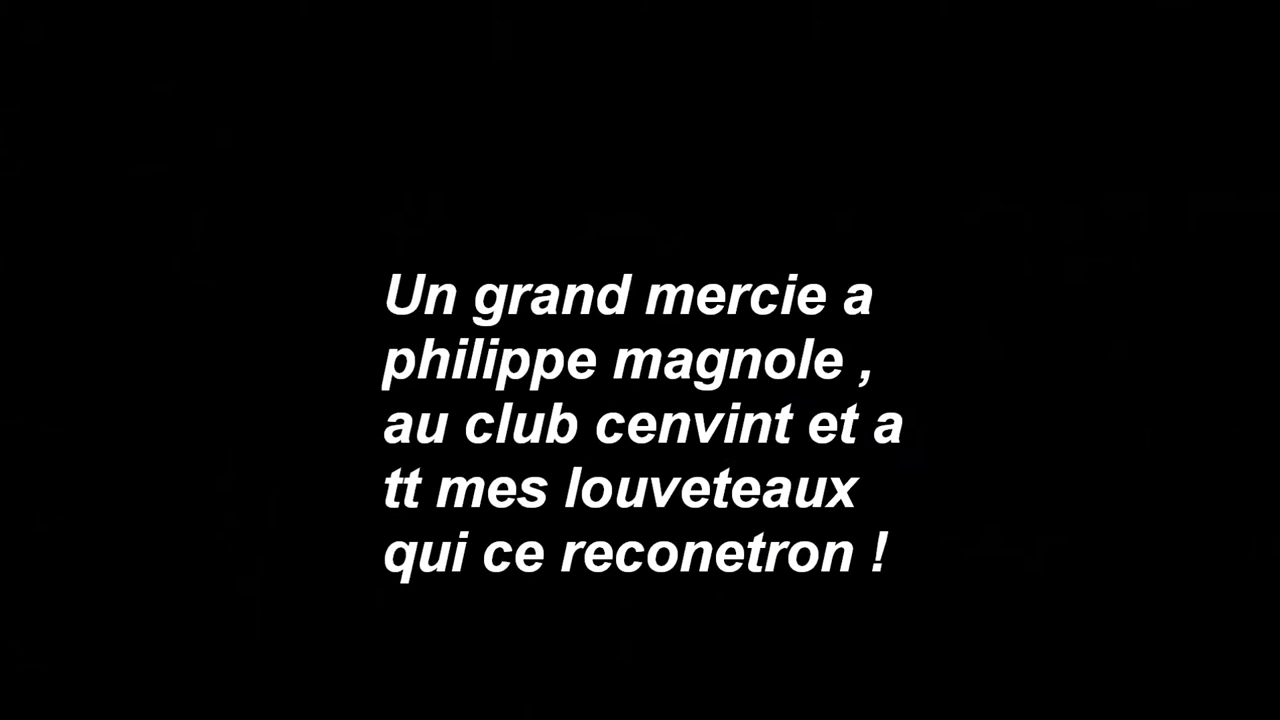 Un grand mercie a
philippe magnole ,
au club cenvint et a
tt mes louveteaux
qui ce reconetron !